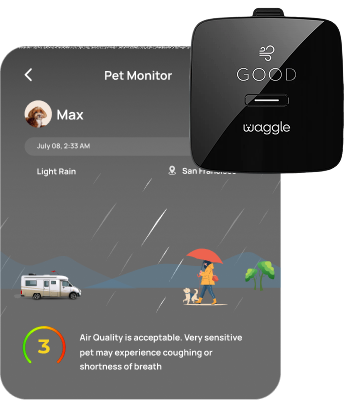 Pet Monitor
GOOD
waggle
Max
July 08, 2:33 AM
Light Rain
San Francisco
3
Air Quality is acceptable. Very sensitive
pet may experience coughing or
shortness of breath